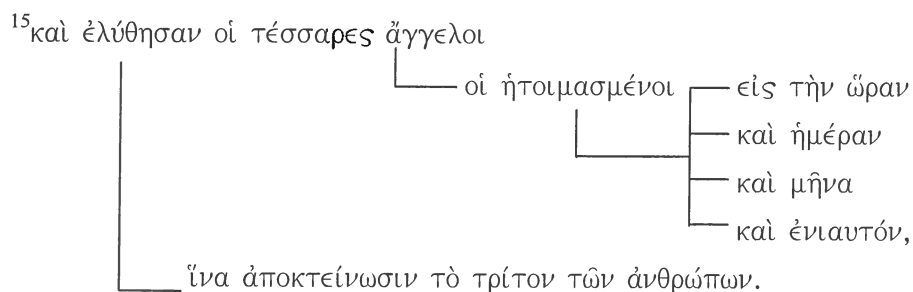 15καὶ ἐλύθησαν οἱ τέσσαρες ἄγγελοι
οἱ ἡτοιμασμένοι εἰς τὴν ὥραν
καὶ ἡμέραν
καὶ μῆνα
καὶ ἐνιαυτόν,
ἵνα ἀποκτείνωσιν τὸ τρίτον τῶν ἀνθρώπων.